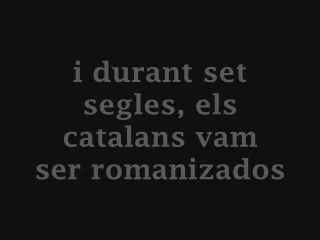 i durant set
segles, els
catalans vam
ser romanizados